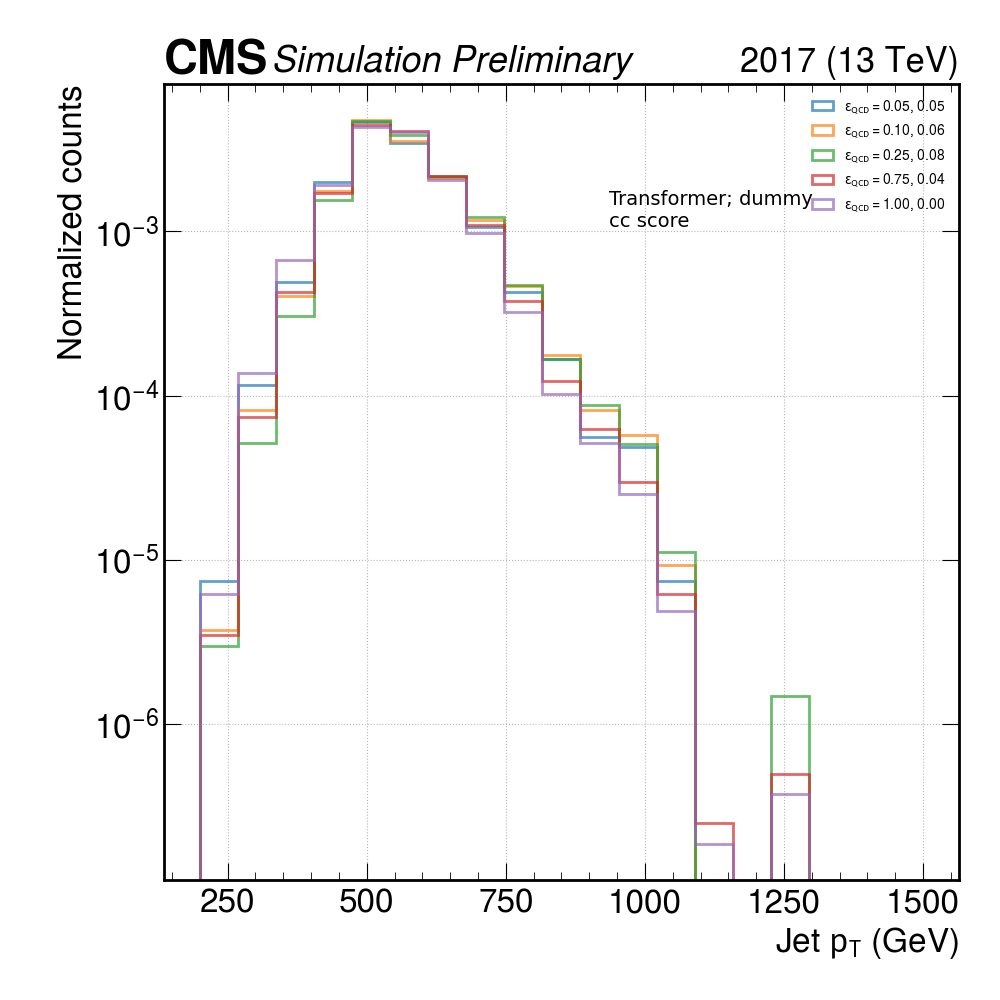 CMS Simulation Preliminary 2017 (13 TeV)
Normalized counts
ε_QCD = 0.05, 0.05
ε_QCD = 0.10, 0.06
ε_QCD = 0.25, 0.08
ε_QCD = 0.75, 0.04
ε_QCD = 1.00, 0.00
Transformer; dummy
cc score
10⁻³
10⁻⁴
10⁻⁵
10⁻⁶
250 500 750 1000 1250 1500
Jet p_T (GeV)